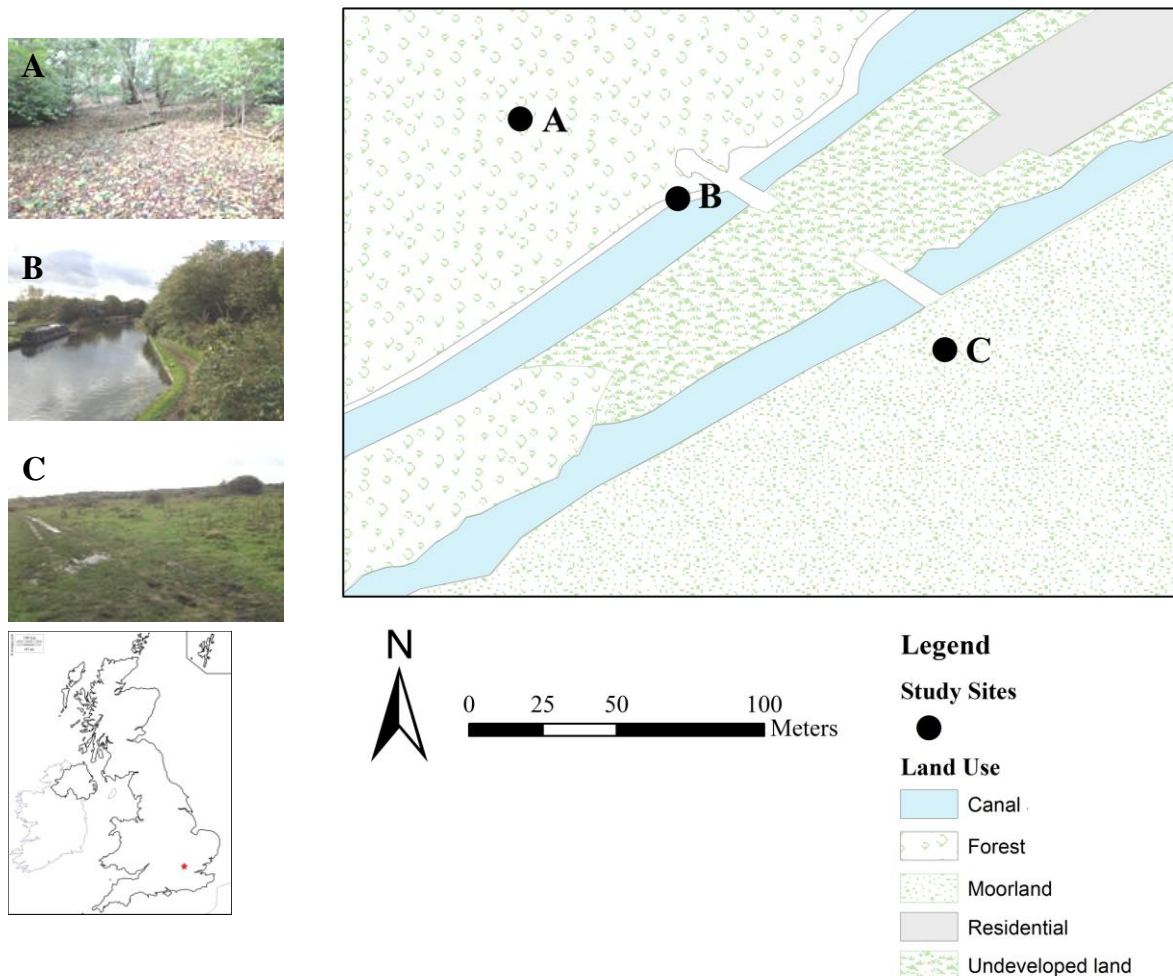 A
B
C
A
B
C
N
0 25 50 100
Meters
Legend
Study Sites
Land Use
Canal
Forest
Moorland
Residential
Undeveloped land